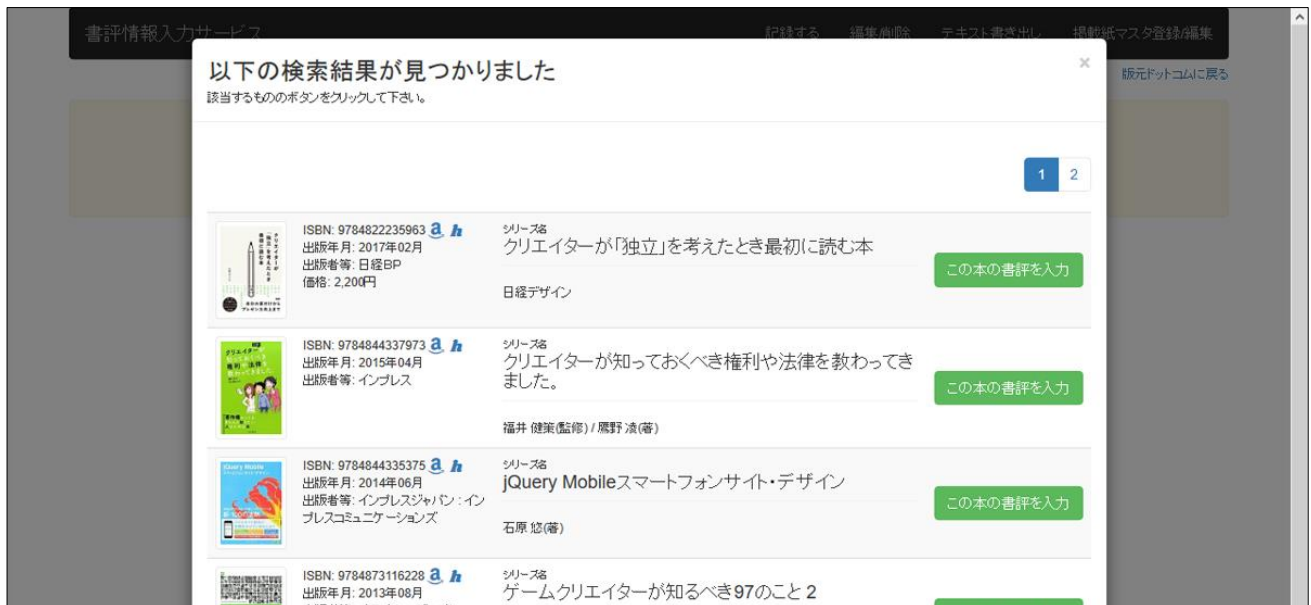 書評情報入力サービス
記録する 編集/削除 テキスト書き出し 掲載紙マスタ登録/編集
版元ドットコムに戻る
以下の検索結果が見つかりました
×
該当するもののボタンをクリックして下さい。
1 2
ISBN: 9784822235963 a h
出版年月: 2017年02月
出版者等: 日経BP
価格: 2,200円
シリーズ名
クリエイターが「独立」を考えたとき最初に読む本
日経デザイン
この本の書評を入力
ISBN: 9784844337973 a h
出版年月: 2015年04月
出版者等: インプレス
シリーズ名
クリエイターが知っておくべき権利や法律を教わってき
ました。
福井 健策(監修) / 鷹野 凌(著)
この本の書評を入力
ISBN: 9784844335375 a h
出版年月: 2014年06月
出版者等: インプレスジャパン : イン
プレスコミュニケーションズ
シリーズ名
jQuery Mobileスマートフォンサイト・デザイン
石原 悠(著)
この本の書評を入力
ISBN: 9784873116228 a h
出版年月: 2013年08月
シリーズ名
ゲームクリエイターが知るべき97のこと 2